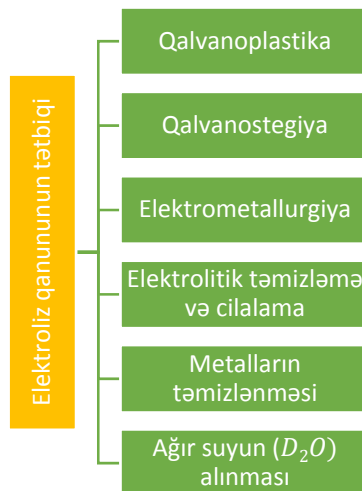 Elektroliz qanununun tətbiqi
Qalvanoplastika
Qalvanostegiya
Elektrometallurgiya
Elektrolitik təmizləmə
və cilalama
Metalların
təmizlənməsi
Ağır suyun (D₂O)
alınması